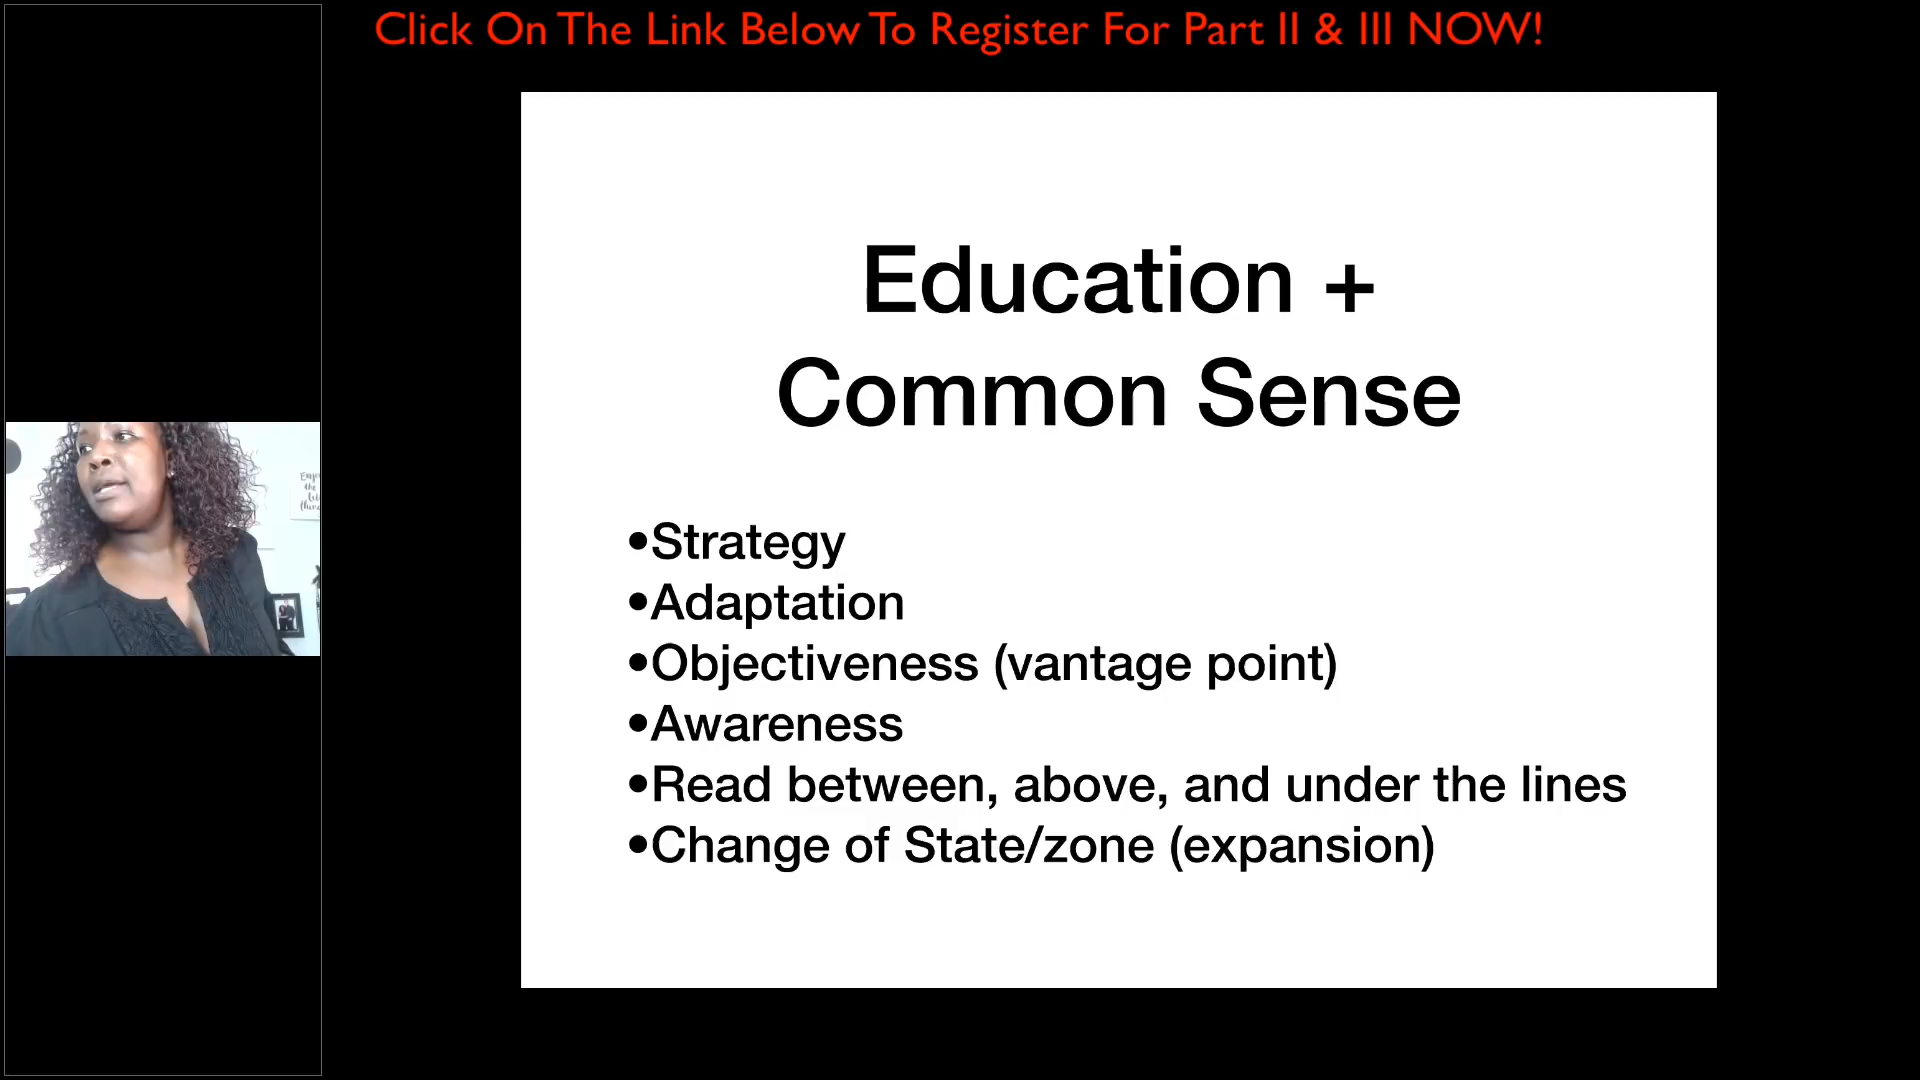 Click On The Link Below To Register For Part II & III NOW!
Education +
Common Sense
•Strategy
•Adaptation
•Objectiveness (vantage point)
•Awareness
•Read between, above, and under the lines
•Change of State/zone (expansion)
the